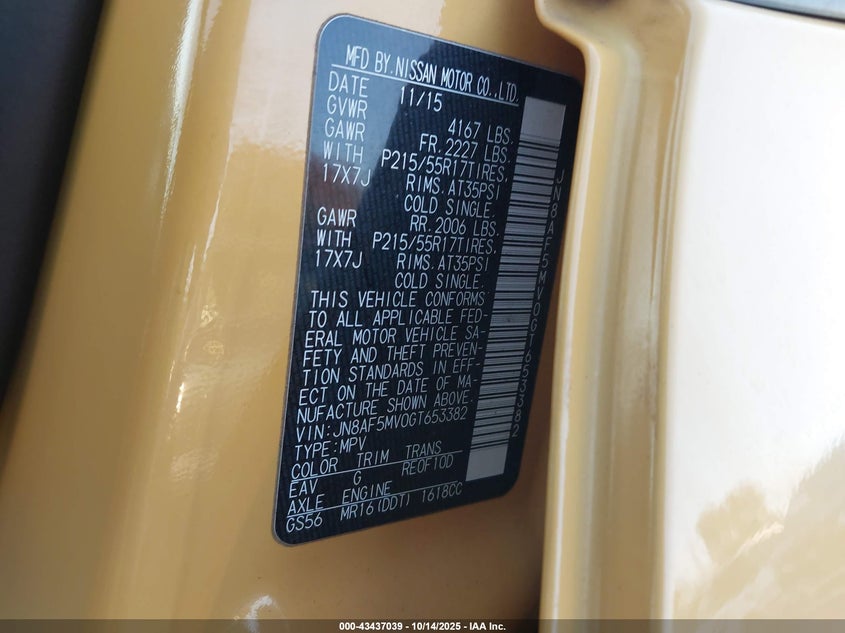 MFD BY.NISSAN MOTOR CO.,LTD.
DATE 11/15
GVWR 4167 LBS.
GAWR FR. 2227 LBS.
WITH P215/55R17TIRES.
17X7J RIMS. AT35PSI
COLD SINGLE.
GAWR RR. 2006 LBS.
WITH P215/55R17TIRES.
17X7J RIMS. AT35PSI
COLD SINGLE.
THIS VEHICLE CONFORMS
TO ALL APPLICABLE FED-
ERAL MOTOR VEHICLE SA-
FETY AND THEFT PREVEN-
TION STANDARDS IN EFF-
ECT ON THE DATE OF MA-
NUFACTURE SHOWN ABOVE.
VIN:JN8AF5MV0GT653382
TYPE:MPV
COLOR TRIM TRANS
EAV G RE0F10D
AXLE ENGINE
GS56 MR16(DDT) 1618CC
JN8AF5MV0GT653382
000-43437039 - 10/14/2025 - IAA Inc.